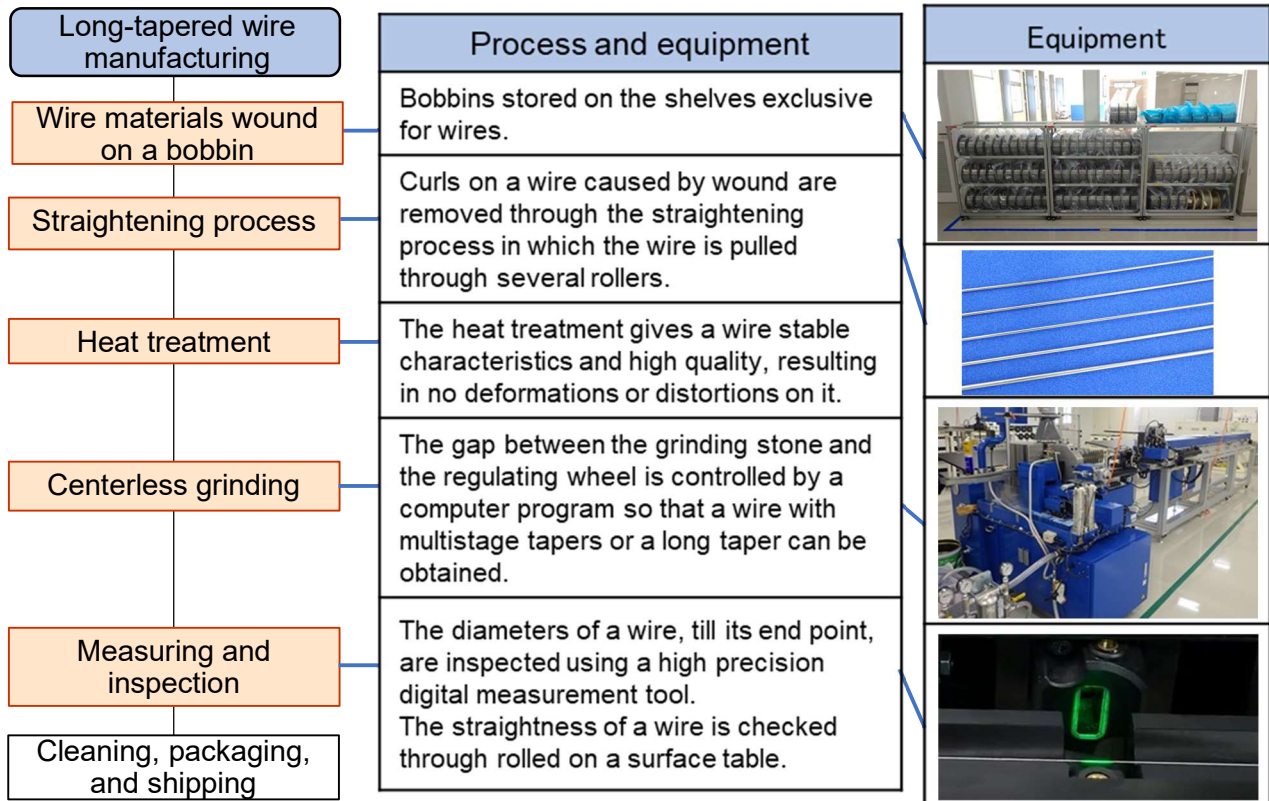 Long-tapered wire
manufacturing
Wire materials wound
on a bobbin
Straightening process
Heat treatment
Centerless grinding
Measuring and
inspection
Cleaning, packaging,
and shipping
Process and equipment
Bobbins stored on the shelves exclusive
for wires.
Curls on a wire caused by wound are
removed through the straightening
process in which the wire is pulled
through several rollers.
The heat treatment gives a wire stable
characteristics and high quality, resulting
in no deformations or distortions on it.
The gap between the grinding stone and
the regulating wheel is controlled by a
computer program so that a wire with
multistage tapers or a long taper can be
obtained.
The diameters of a wire, till its end point,
are inspected using a high precision
digital measurement tool.
The straightness of a wire is checked
through rolled on a surface table.
Equipment